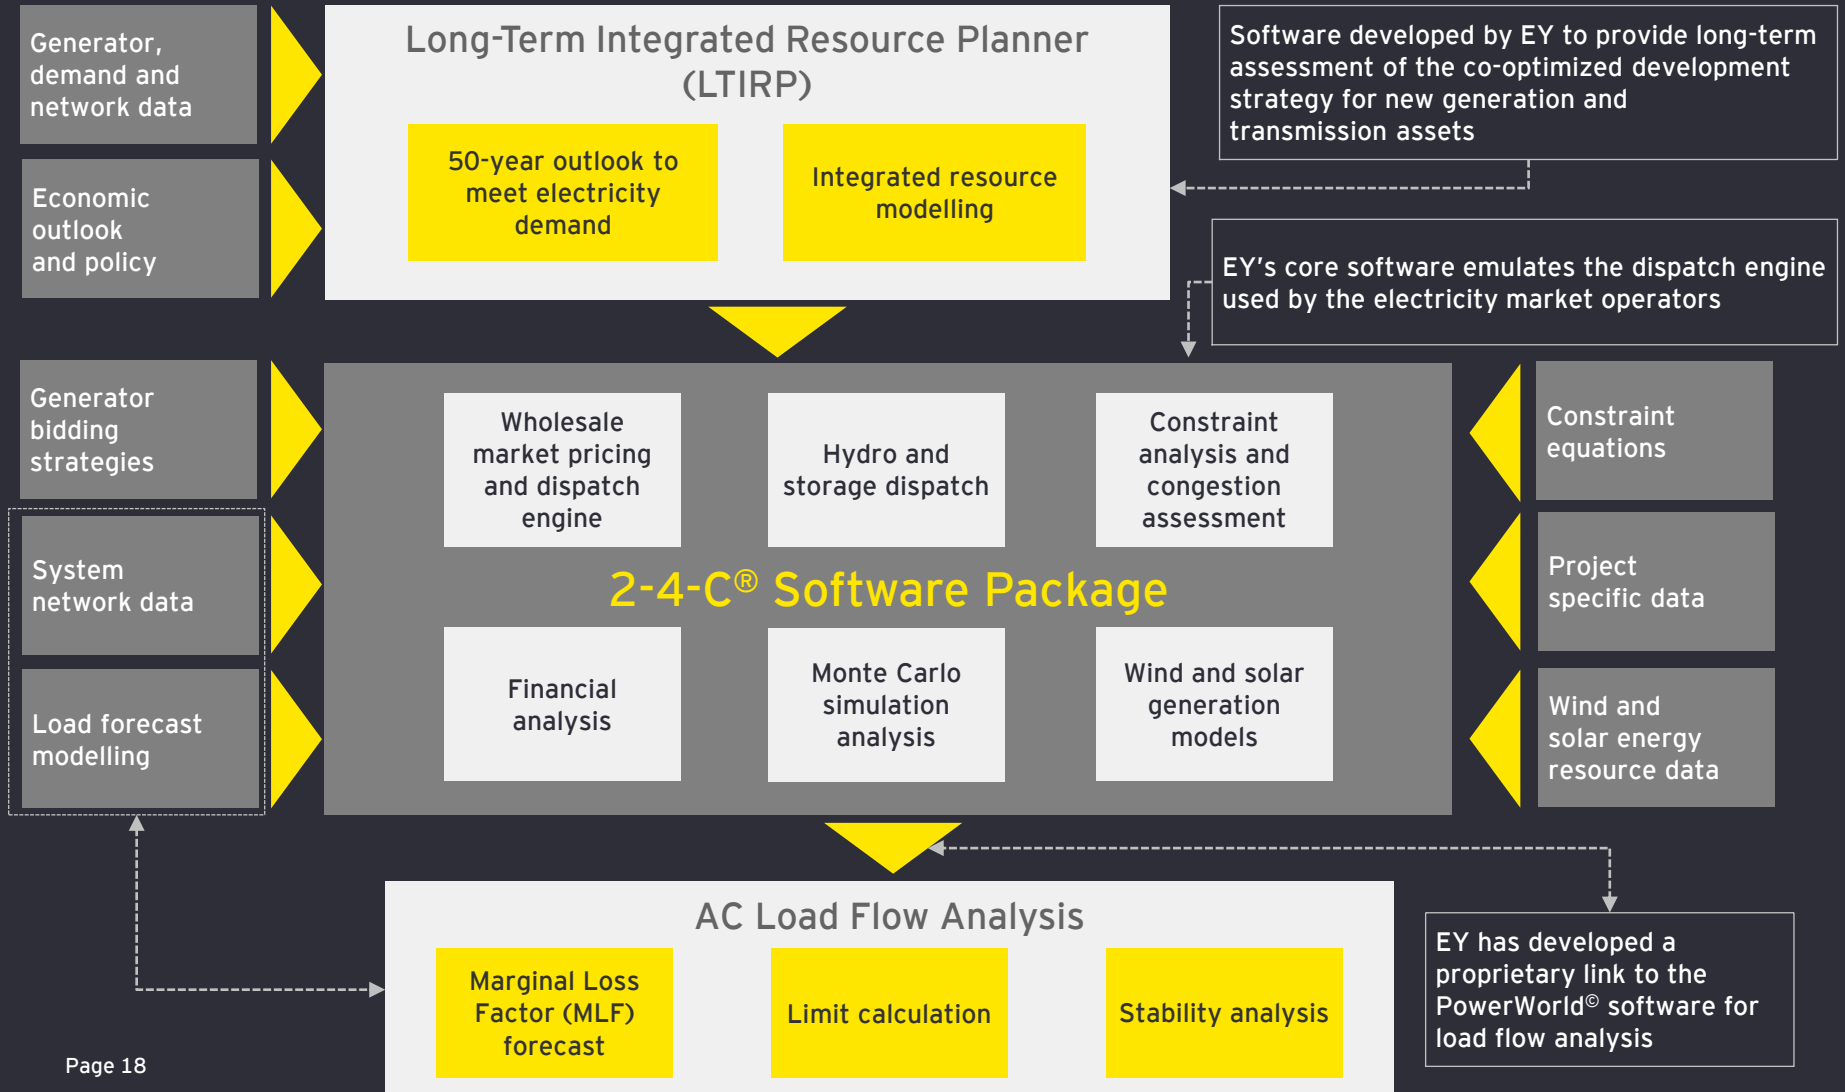 Generator,
demand and
network data
Economic
outlook
and policy
Long-Term Integrated Resource Planner
(LTIRP)
50-year outlook to
meet electricity
demand
Integrated resource
modelling
Software developed by EY to provide long-term
assessment of the co-optimized development
strategy for new generation and
transmission assets
EY's core software emulates the dispatch engine
used by the electricity market operators
Generator
bidding
strategies
System
network data
Load forecast
modelling
Wholesale
market pricing
and dispatch
engine
Hydro and
storage dispatch
Constraint
analysis and
congestion
assessment
2-4-C® Software Package
Financial
analysis
Monte Carlo
simulation
analysis
Wind and solar
generation
models
Constraint
equations
Project
specific data
Wind and
solar energy
resource data
AC Load Flow Analysis
Marginal Loss
Factor (MLF)
forecast
Limit calculation
Stability analysis
EY has developed a
proprietary link to the
PowerWorld© software for
load flow analysis
Page 18